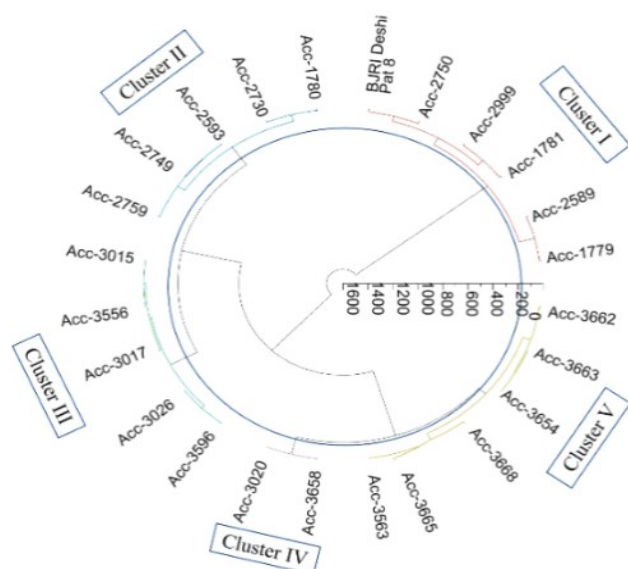 Cluster I
BJRI Deshi
Pat 8
Acc-2750
Acc-2999
Acc-1781
Acc-2589
Acc-1779
Cluster II
Acc-1780
Acc-2730
Acc-2593
Acc-2749
Acc-2759
Cluster III
Acc-3015
Acc-3556
Acc-3017
Acc-3026
Acc-3596
Cluster IV
Acc-3020
Acc-3658
Cluster V
Acc-3662
Acc-3663
Acc-3654
Acc-3668
Acc-3665
Acc-3563
1600
1400
1200
1000
800
600
400
200
0